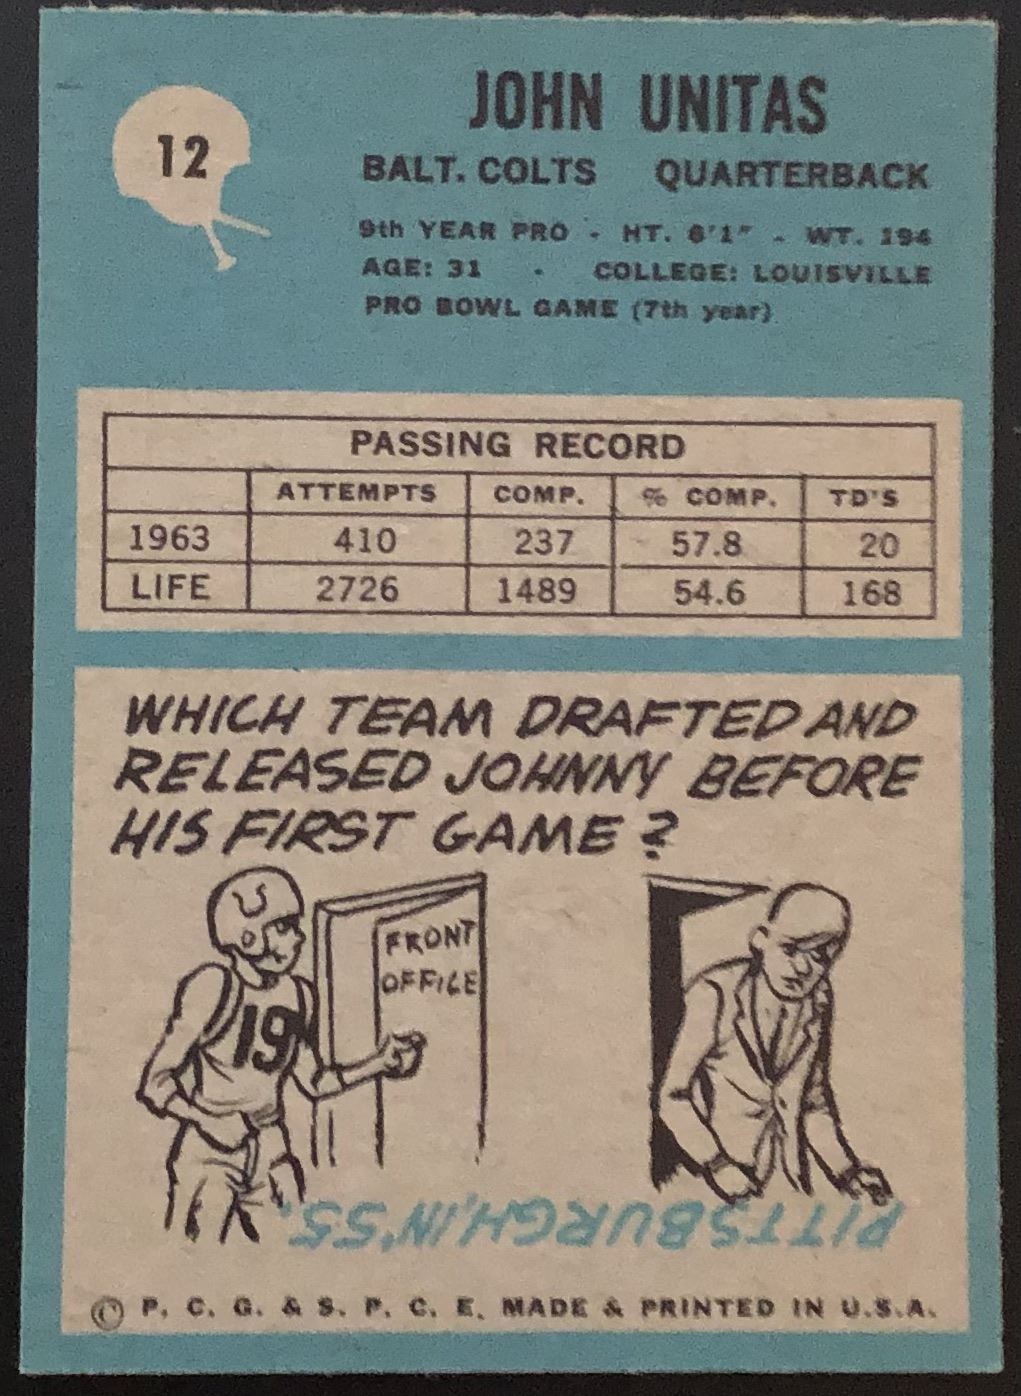 12
JOHN UNITAS
BALT. COLTS QUARTERBACK
9th YEAR PRO - HT. 6'1" - WT. 194
AGE: 31 - COLLEGE: LOUISVILLE
PRO BOWL GAME (7th year)
PASSING RECORD
ATTEMPTS COMP. % COMP. TD'S
1963 410 237 57.8 20
LIFE 2726 1489 54.6 168
WHICH TEAM DRAFTED AND
RELEASED JOHNNY BEFORE
HIS FIRST GAME?
FRONT
OFFICE
19
PITTSBURGH, IN '55.
© P. C. G. & S. P. C. E. MADE & PRINTED IN U.S.A.